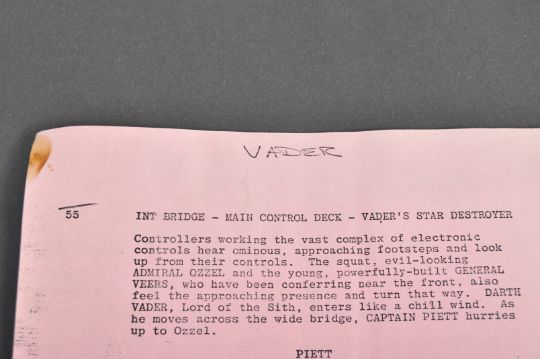 VADER
55 INT BRIDGE - MAIN CONTROL DECK - VADER'S STAR DESTROYER
Controllers working the vast complex of electronic
controls hear ominous, approaching footsteps and look
up from their controls. The squat, evil-looking
ADMIRAL OZZEL and the young, powerfully-built GENERAL
VEERS, who have been conferring near the front, also
feel the approaching presence and turn that way. DARTH
VADER, Lord of the Sith, enters like a chill wind. As
he moves across the wide bridge, CAPTAIN PIETT hurries
up to Ozzel.
PIETT